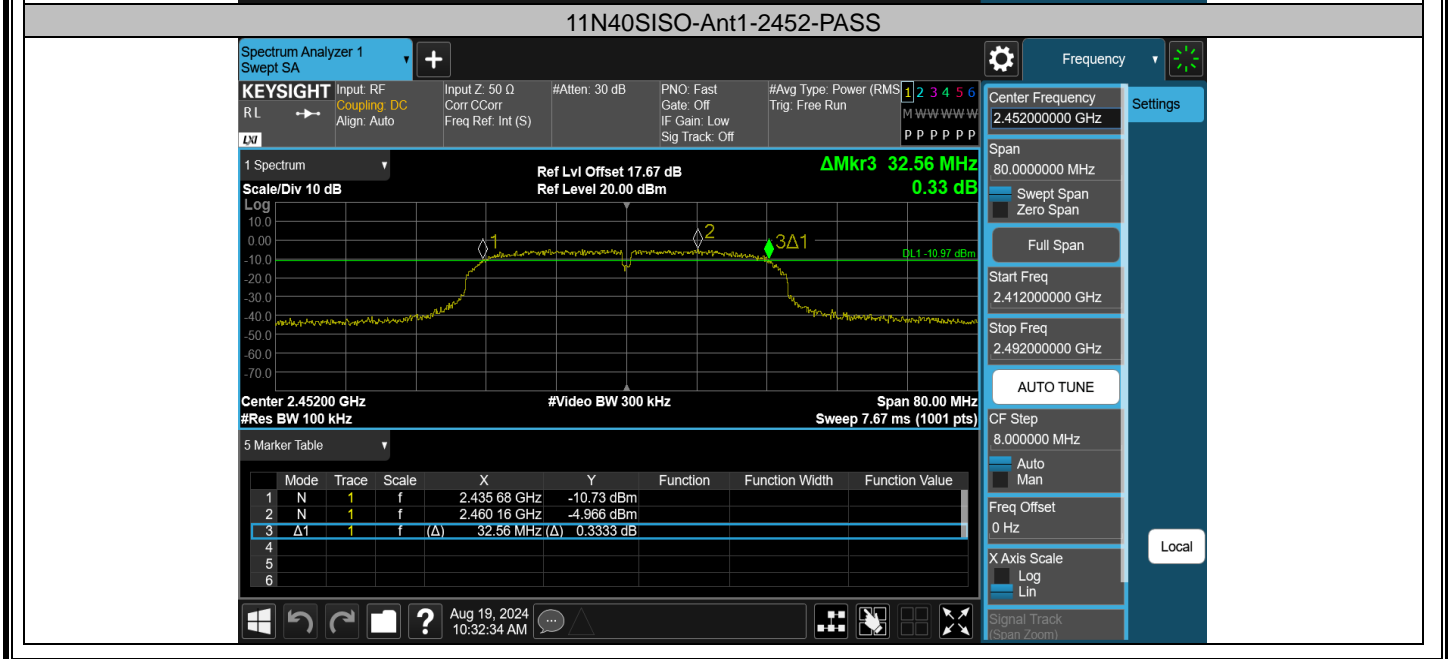 11N40SISO-Ant1-2452-PASS
Spectrum Analyzer 1
Swept SA
Frequency
KEYSIGHT
RL
LXI
Input: RF
Coupling: DC
Align: Auto
Input Z: 50 Ω
Corr CCorr
Freq Ref: Int (S)
#Atten: 30 dB
PNO: Fast
Gate: Off
IF Gain: Low
Sig Track: Off
#Avg Type: Power (RMS
Trig: Free Run
1 2 3 4 5 6
M W W W W W
P P P P P P
1 Spectrum
Scale/Div 10 dB
Ref Lvl Offset 17.67 dB
Ref Level 20.00 dBm
ΔMkr3 32.56 MHz
0.33 dB
Log
10.0
0.00
-10.0
-20.0
-30.0
-40.0
-50.0
-60.0
-70.0
1
2
3Δ1
DL1 -10.97 dBm
Center 2.45200 GHz
#Video BW 300 kHz
Span 80.00 MHz
#Res BW 100 kHz
Sweep 7.67 ms (1001 pts)
5 Marker Table
Mode Trace Scale X Y Function Function Width Function Value
1 N 1 f 2.435 68 GHz -10.73 dBm
2 N 1 f 2.460 16 GHz -4.966 dBm
3 Δ1 1 f (Δ) 32.56 MHz (Δ) 0.3333 dB
4
5
6
?
Aug 19, 2024
10:32:34 AM
Center Frequency
2.452000000 GHz
Settings
Span
80.0000000 MHz
Swept Span
Zero Span
Full Span
Start Freq
2.412000000 GHz
Stop Freq
2.492000000 GHz
AUTO TUNE
CF Step
8.000000 MHz
Auto
Man
Freq Offset
0 Hz
X Axis Scale
Log
Lin
Local
Signal Track
(Span Zoom)